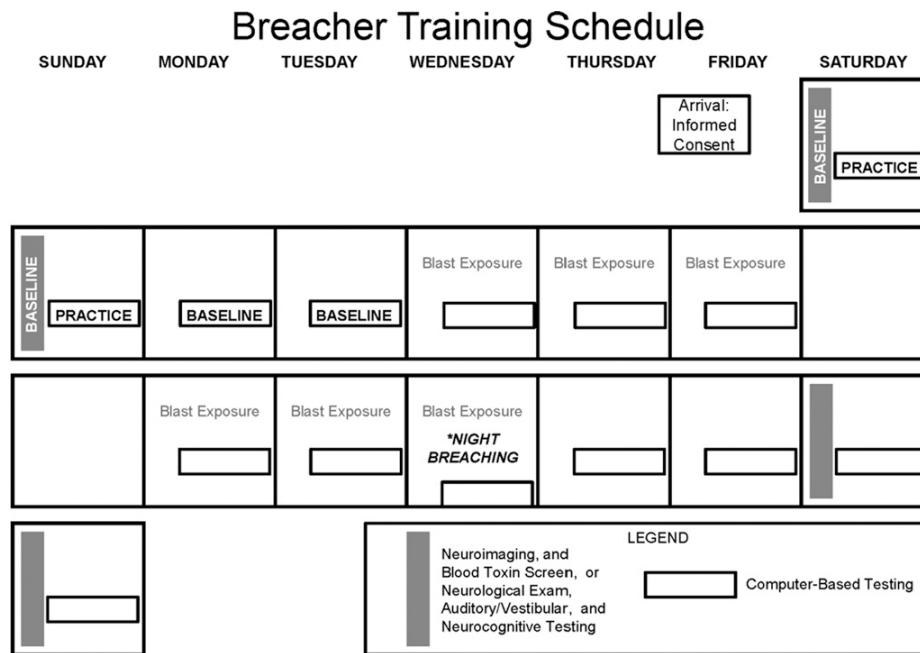 Breacher Training Schedule
SUNDAY MONDAY TUESDAY WEDNESDAY THURSDAY FRIDAY SATURDAY
Arrival:
Informed
Consent
BASELINE
PRACTICE
BASELINE
PRACTICE
BASELINE
BASELINE
Blast Exposure
Blast Exposure
Blast Exposure
Blast Exposure
Blast Exposure
Blast Exposure
*NIGHT
BREACHING
LEGEND
Neuroimaging, and
Blood Toxin Screen, or
Neurological Exam,
Auditory/Vestibular, and
Neurocognitive Testing
Computer-Based Testing